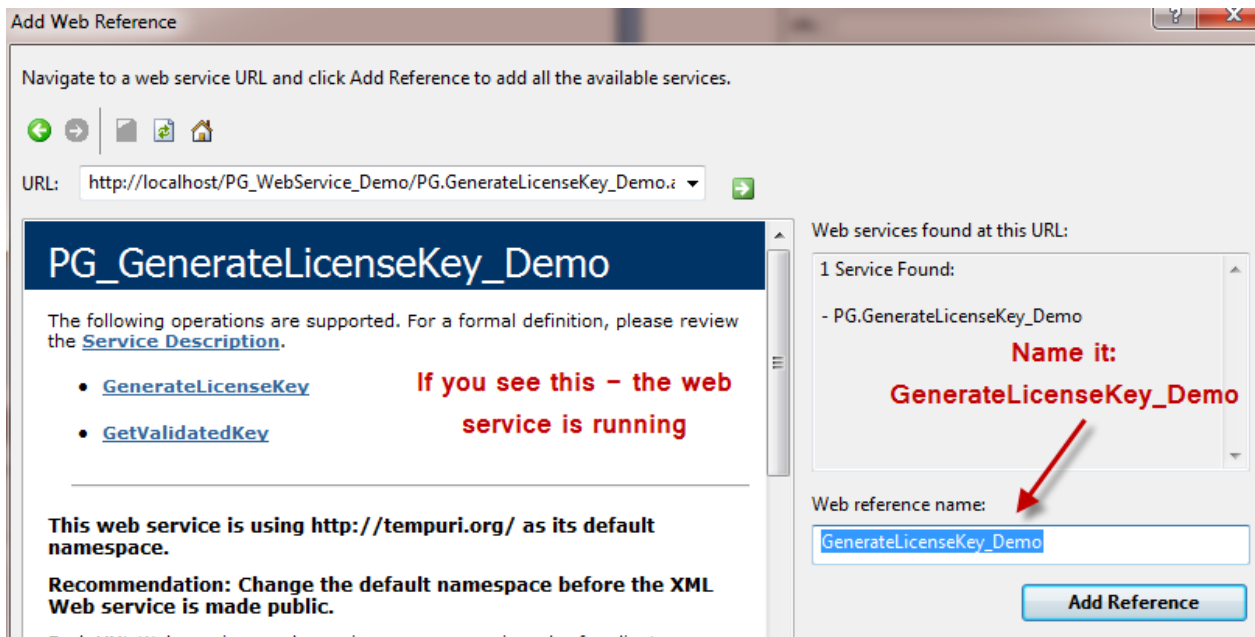 Add Web Reference
Navigate to a web service URL and click Add Reference to add all the available services.
URL:
http://localhost/PG_WebService_Demo/PG.GenerateLicenseKey_Demo.a
PG_GenerateLicenseKey_Demo
The following operations are supported. For a formal definition, please review
the Service Description.
• GenerateLicenseKey
• GetValidatedKey
If you see this – the web
service is running
This web service is using http://tempuri.org/ as its default
namespace.
Recommendation: Change the default namespace before the XML
Web service is made public.
Web services found at this URL:
1 Service Found:
- PG.GenerateLicenseKey_Demo
Name it:
GenerateLicenseKey_Demo
Web reference name:
GenerateLicenseKey_Demo
Add Reference